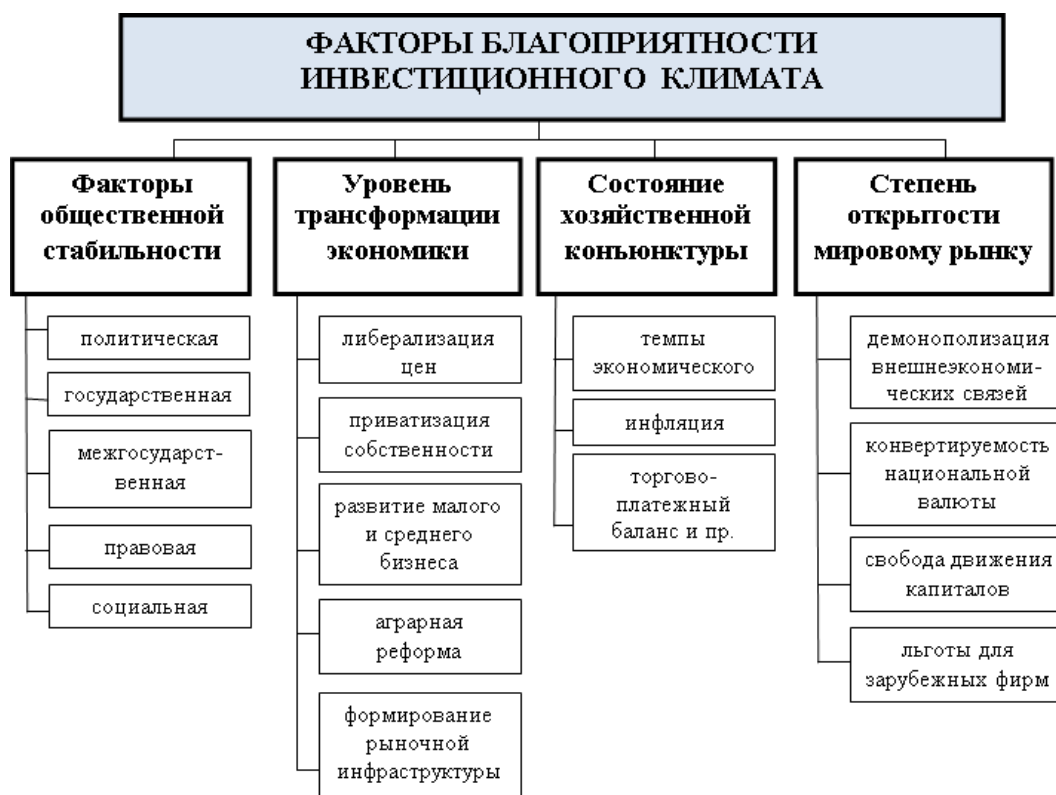 ФАКТОРЫ БЛАГОПРИЯТНОСТИ
ИНВЕСТИЦИОННОГО КЛИМАТА
Факторы
общественной
стабильности
политическая
государственная
межгосударст-
венная
правовая
социальная
Уровень
трансформации
экономики
либерализация
цен
приватизация
собственности
развитие малого
и среднего
бизнеса
аграрная
реформа
формирование
рыночной
инфраструктуры
Состояние
хозяйственной
конъюнктуры
темпы
экономического
инфляция
торгово-
платежный
баланс и пр.
Степень
открытости
мировому рынку
демонополизация
внешнеэкономи-
ческих связей
конвертируемость
национальной
валюты
свобода движения
капиталов
льготы для
зарубежных фирм